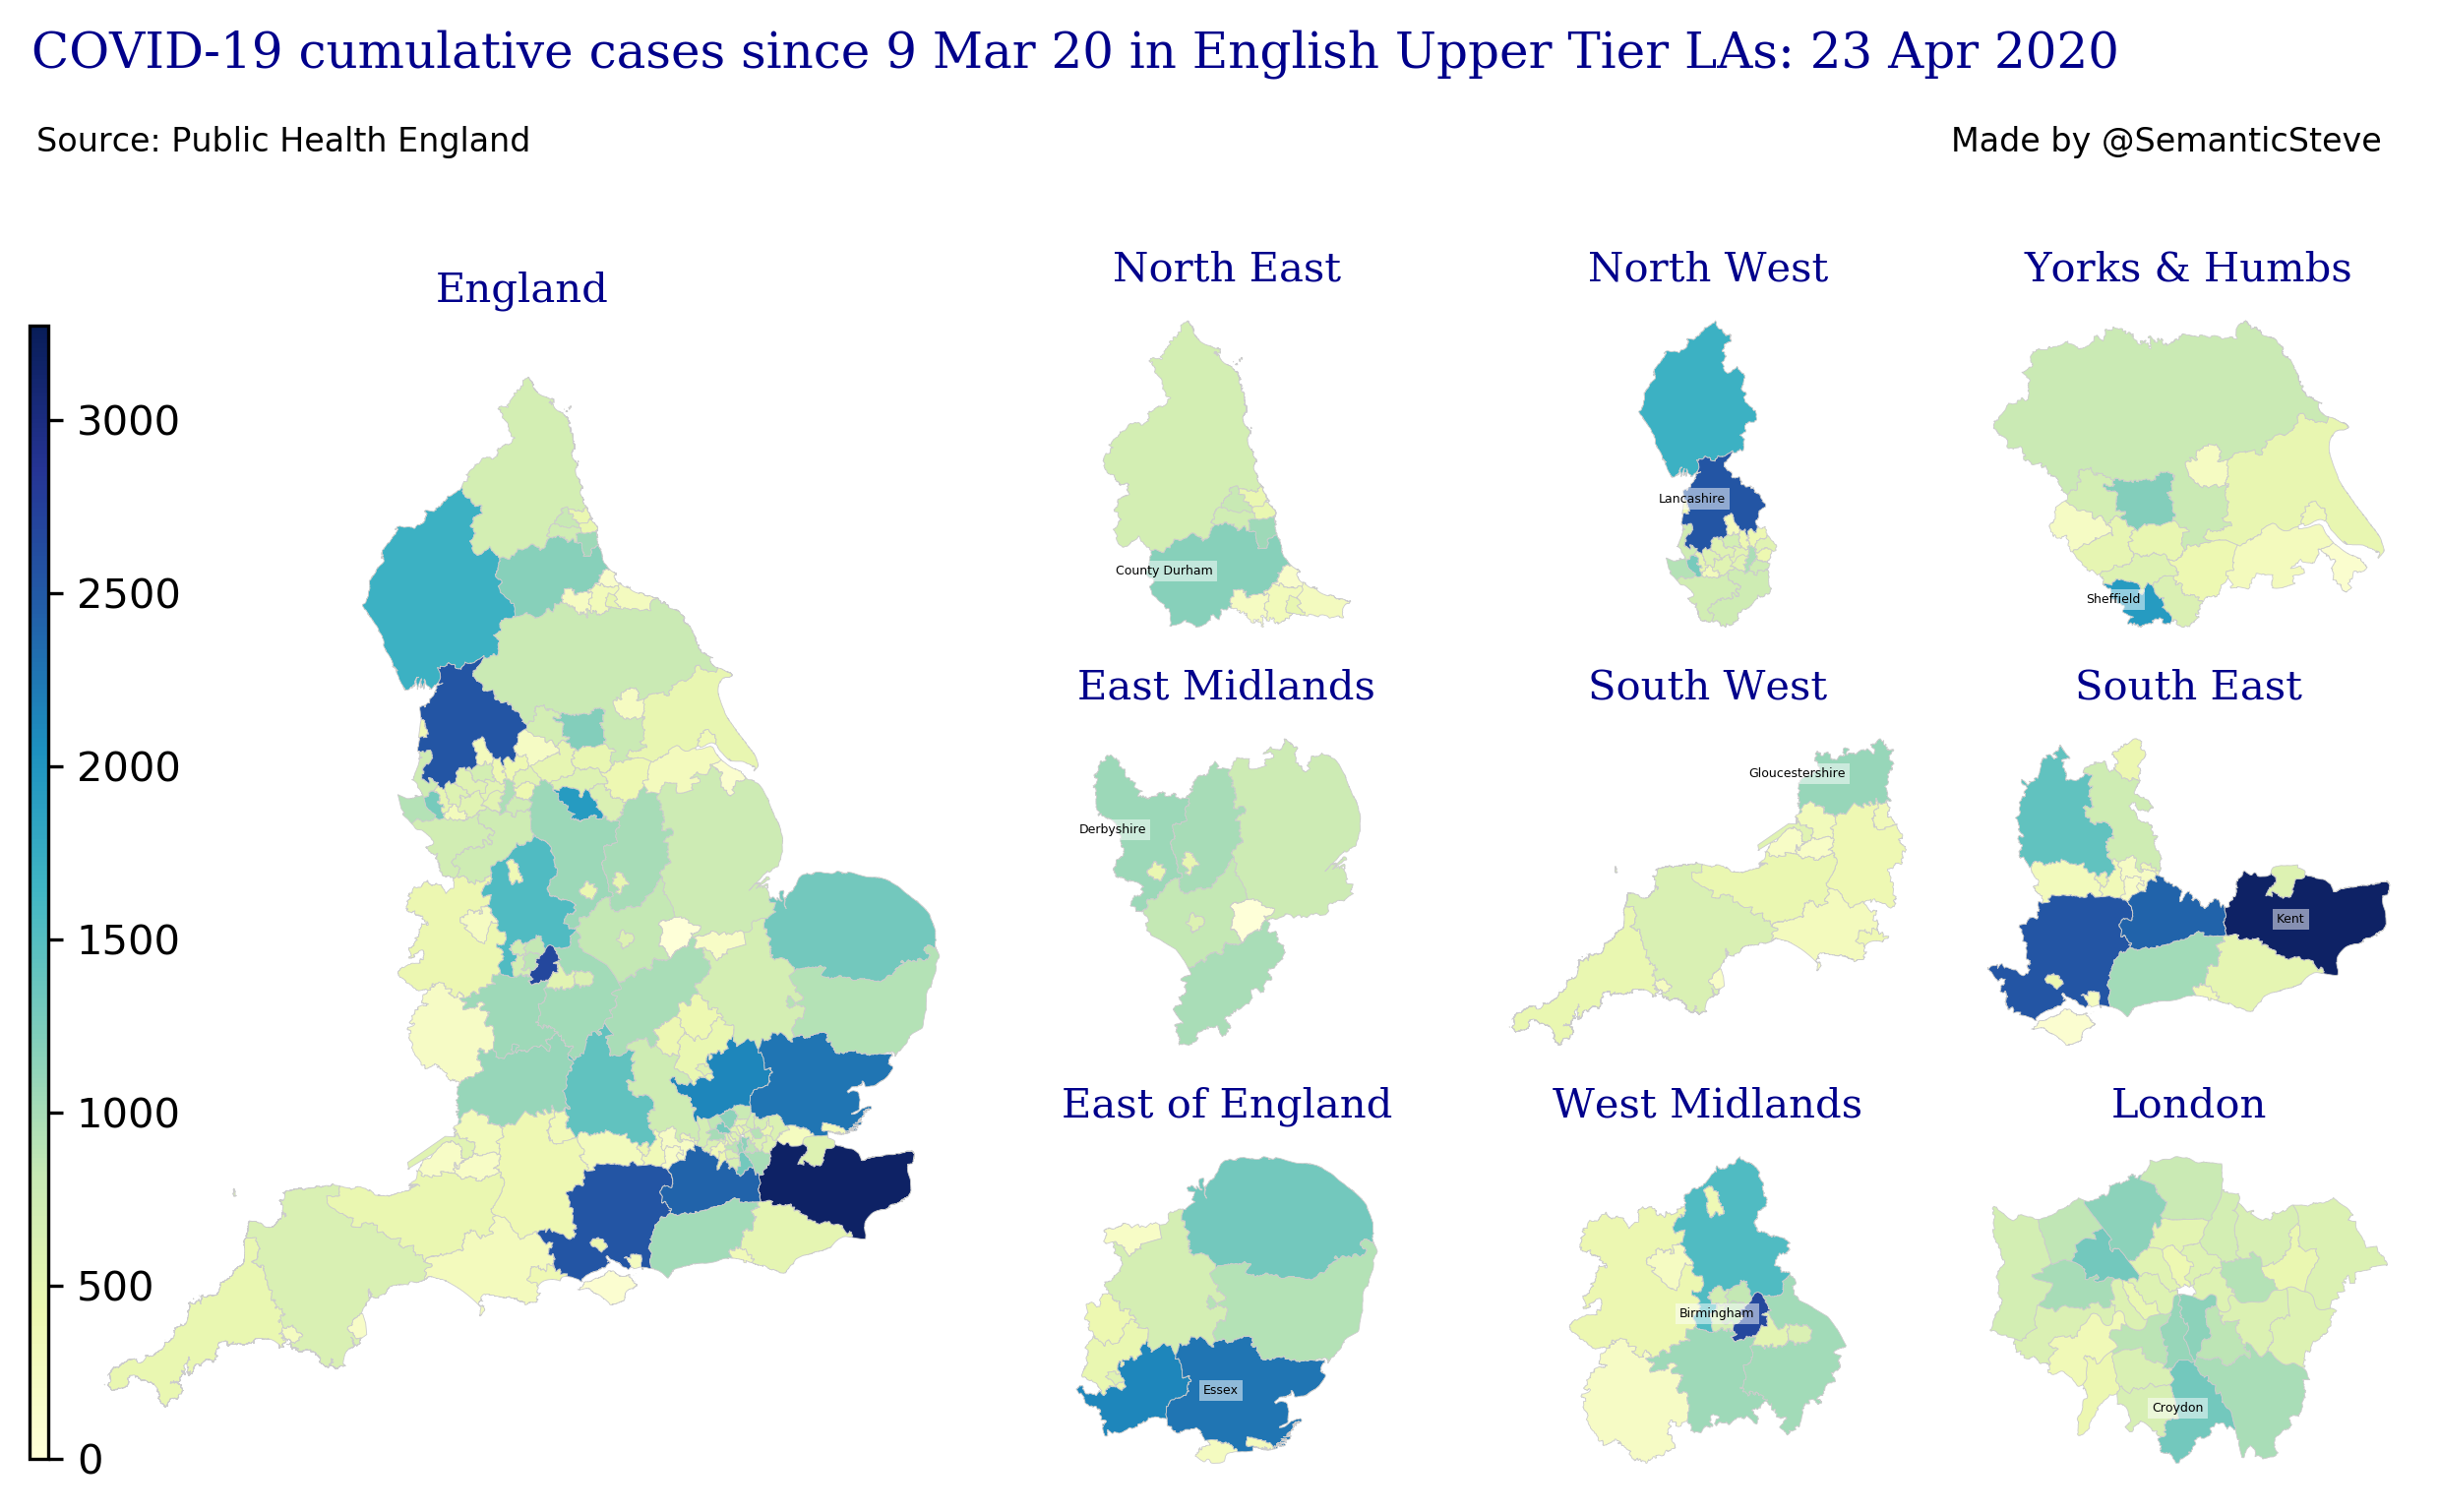 COVID-19 cumulative cases since 9 Mar 20 in English Upper Tier LAs: 23 Apr 2020
Source: Public Health England
Made by @SemanticSteve
England
3000
2500
2000
1500
1000
500
0
North East
County Durham
North West
Lancashire
Yorks & Humbs
Sheffield
East Midlands
Derbyshire
South West
Gloucestershire
South East
Kent
East of England
Essex
West Midlands
Birmingham
London
Croydon